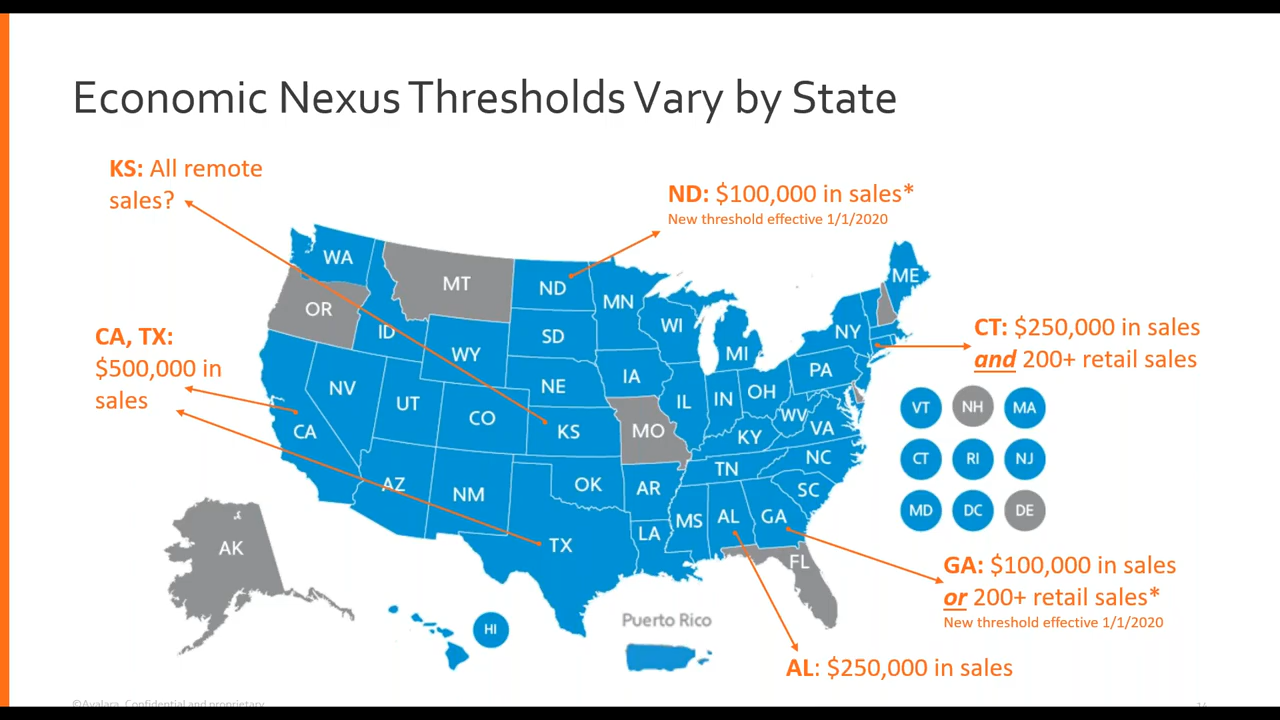 Economic Nexus Thresholds Vary by State
KS: All remote
sales?
ND: $100,000 in sales*
New threshold effective 1/1/2020
CA, TX:
$500,000 in
sales
CT: $250,000 in sales
and 200+ retail sales
WA
MT
ND
MN
ME
OR
ID
SD
WI
NY
WY
MI
NV
UT
CO
NE
IA
PA
IL
IN
OH
CA
KS
MO
WV
VA
KY
AZ
NM
OK
AR
TN
NC
SC
TX
LA
MS
AL
GA
FL
AK
HI
VT
NH
MA
CT
RI
NJ
MD
DC
DE
GA: $100,000 in sales
or 200+ retail sales*
New threshold effective 1/1/2020
Puerto Rico
AL: $250,000 in sales
©Avalara. Confidential and proprietary